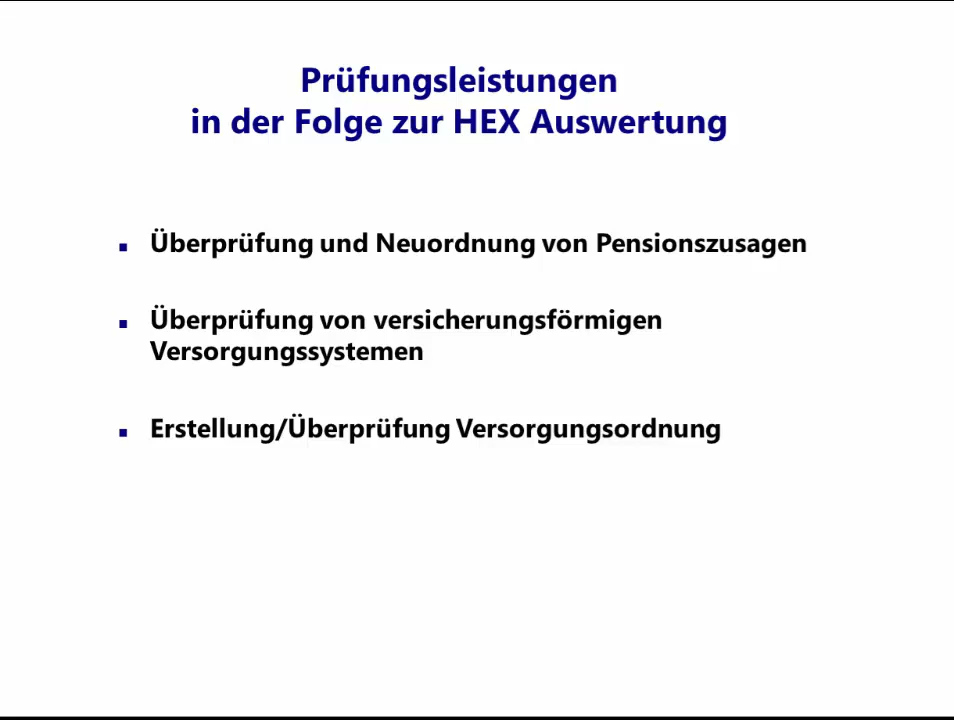 Prüfungsleistungen
in der Folge zur HEX Auswertung
Überprüfung und Neuordnung von Pensionszusagen
Überprüfung von versicherungsförmigen
Versorgungssystemen
Erstellung/Überprüfung Versorgungsordnung